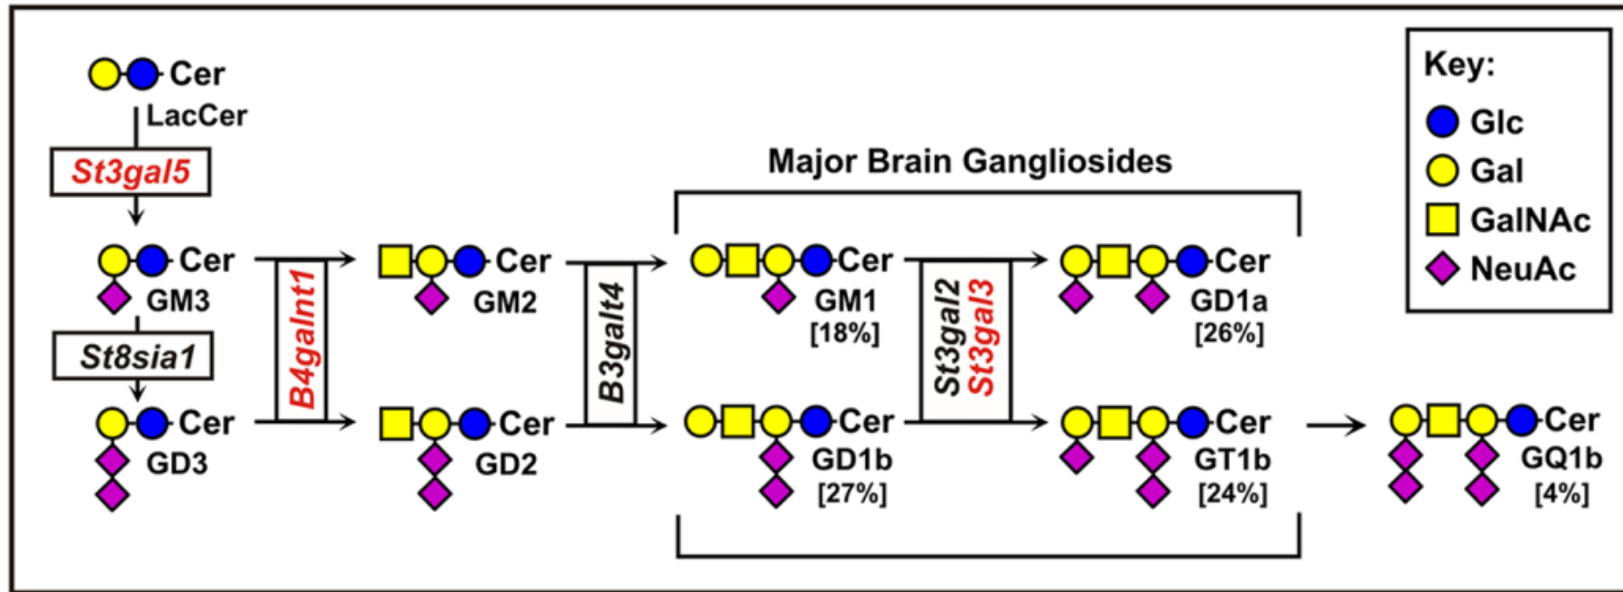 Cer
LacCer
St3gal5
Major Brain Gangliosides
Key:
Glc
Gal
GalNAc
NeuAc
Cer
GM3
B4galnt1
Cer
GM2
B3galt4
Cer
GM1
[18%]
St3gal2
St3gal3
Cer
GD1a
[26%]
St8sia1
Cer
GD3
Cer
GD2
Cer
GD1b
[27%]
Cer
GT1b
[24%]
Cer
GQ1b
[4%]